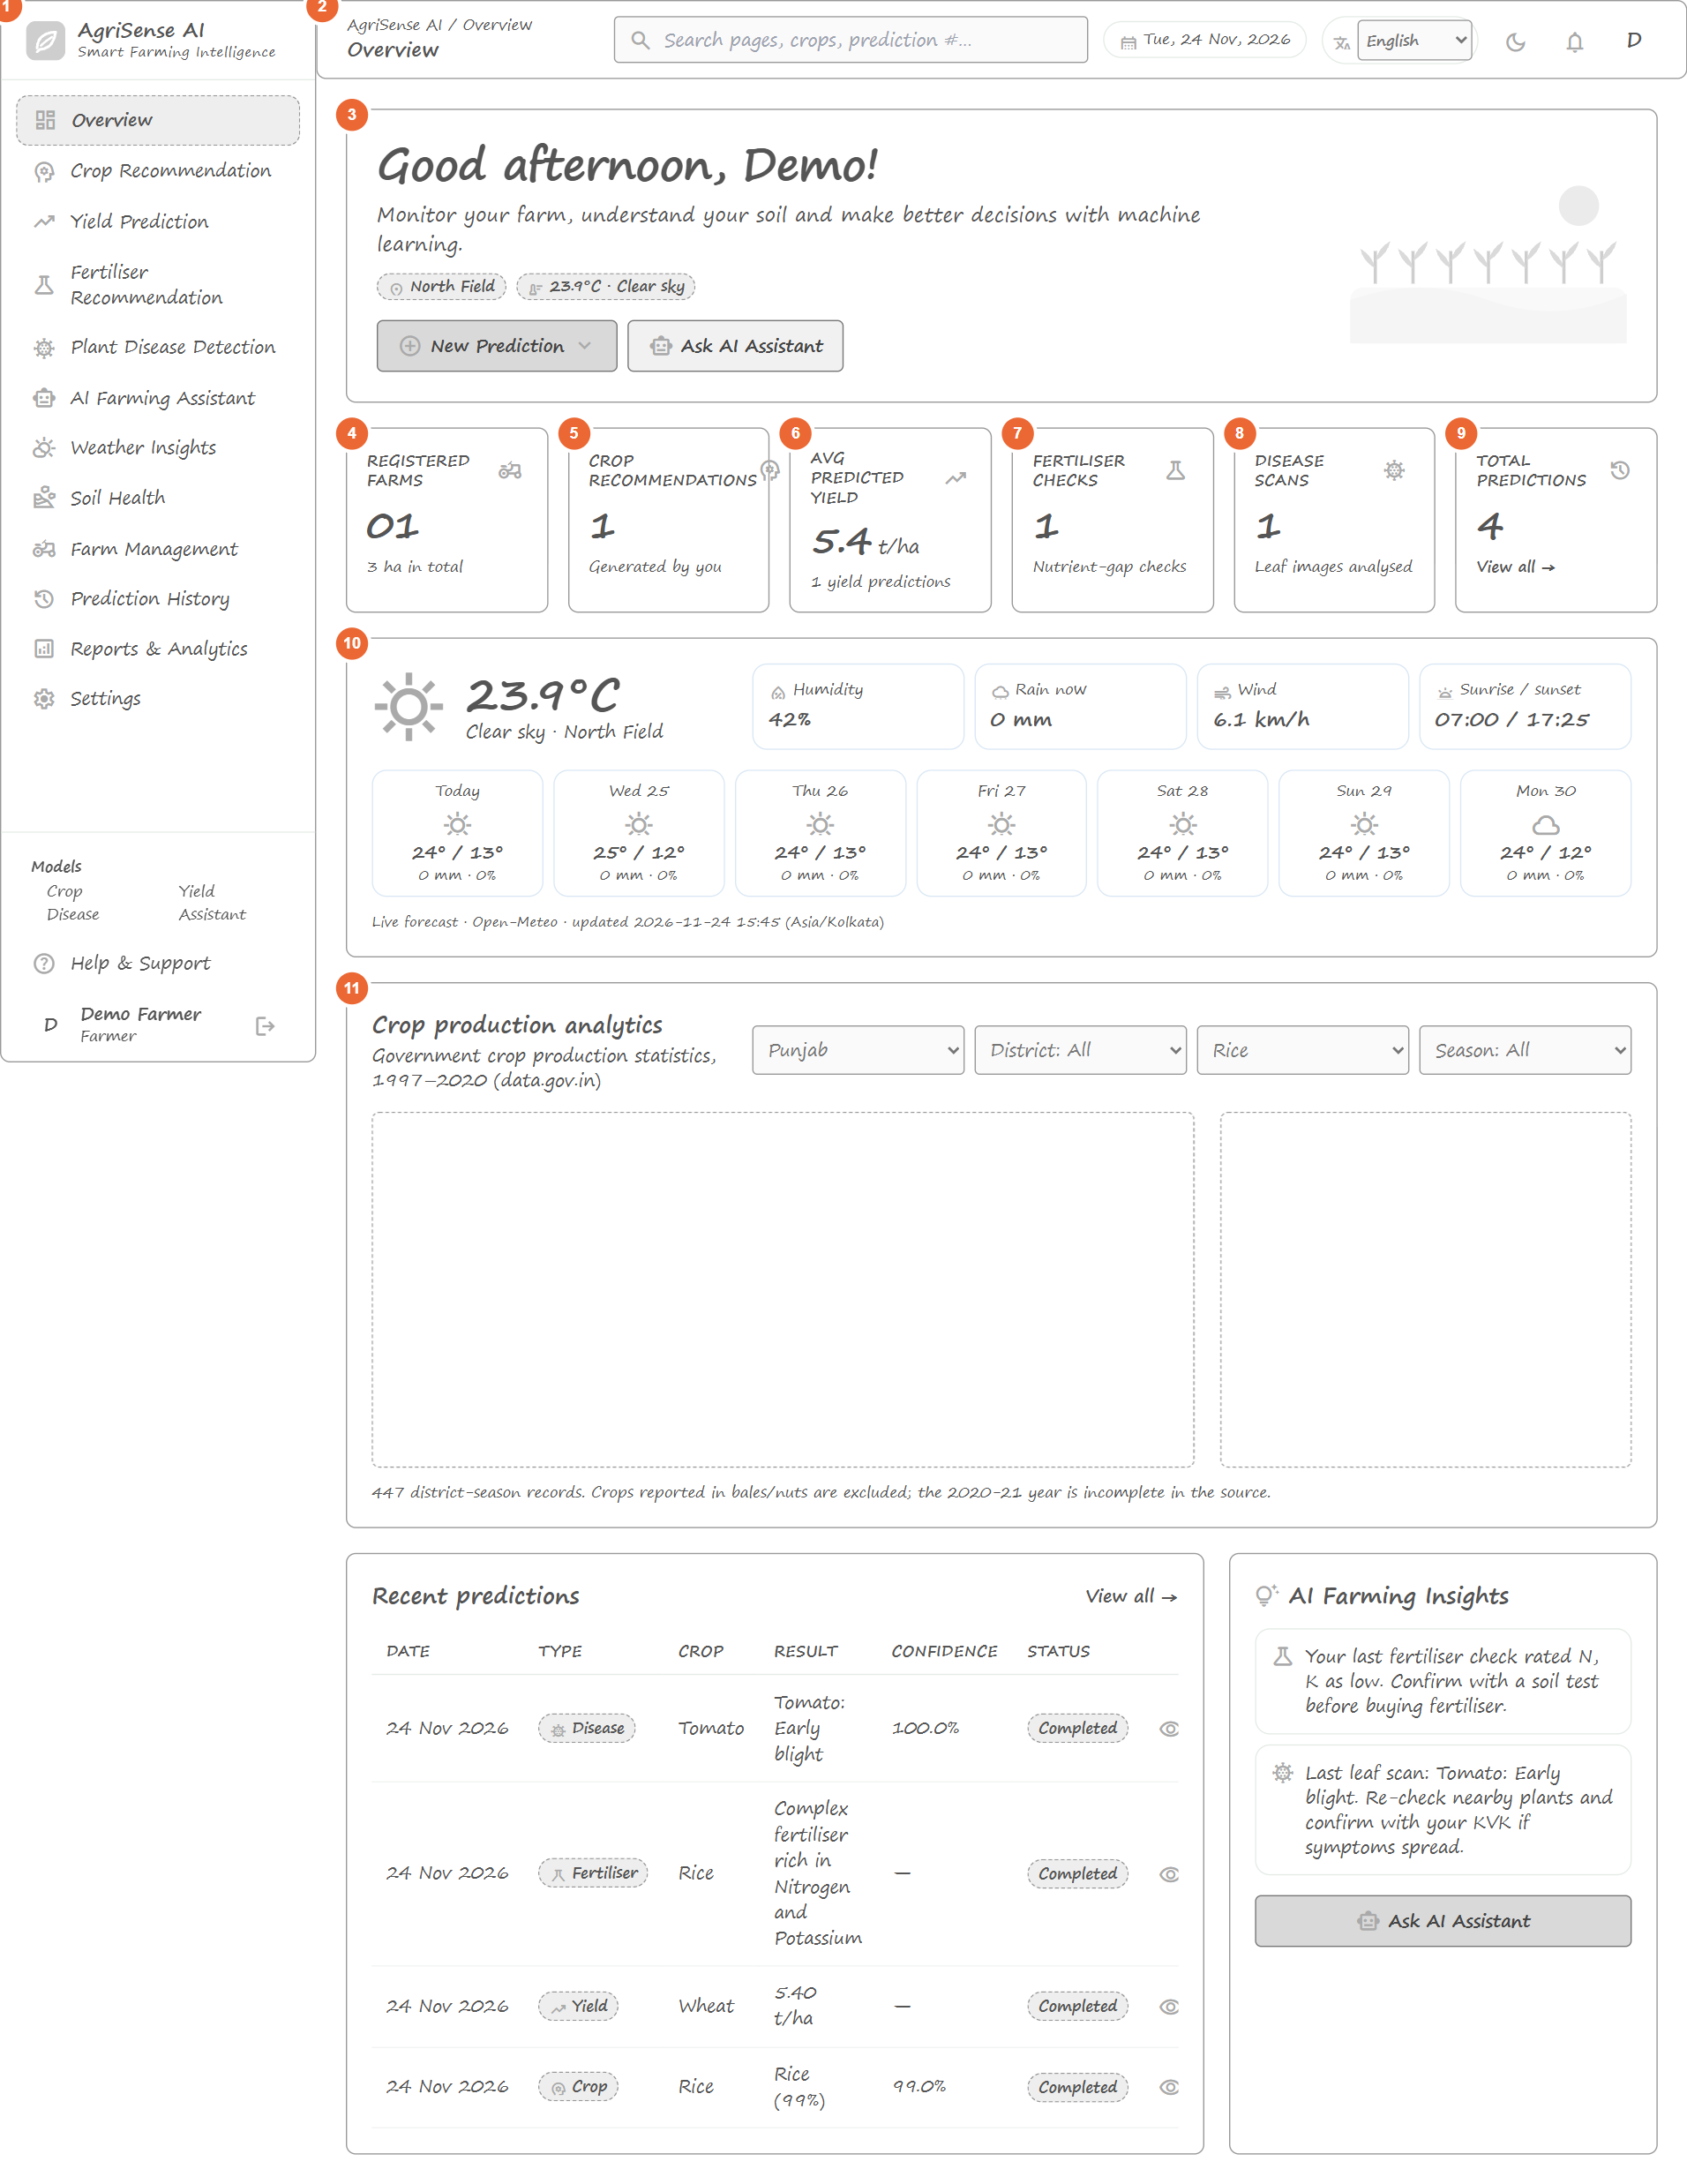 1
AgriSense AI
Smart Farming Intelligence
Overview
Crop Recommendation
Yield Prediction
Fertiliser
Recommendation
Plant Disease Detection
AI Farming Assistant
Weather Insights
Soil Health
Farm Management
Prediction History
Reports & Analytics
Settings
Models
Crop Yield
Disease Assistant
Help & Support
D
Demo Farmer
Farmer
2
AgriSense AI / Overview
Overview
Search pages, crops, prediction #...
Tue, 24 Nov, 2026
English
D
3
Good afternoon, Demo!
Monitor your farm, understand your soil and make better decisions with machine
learning.
North Field 23.9°C · Clear sky
New Prediction Ask AI Assistant
4
REGISTERED
FARMS
01
3 ha in total
5
CROP
RECOMMENDATIONS
1
Generated by you
6
AVG
PREDICTED
YIELD
5.4 t/ha
1 yield predictions
7
FERTILISER
CHECKS
1
Nutrient-gap checks
8
DISEASE
SCANS
1
Leaf images analysed
9
TOTAL
PREDICTIONS
4
View all →
10
23.9°C
Clear sky · North Field
Humidity
42%
Rain now
0 mm
Wind
6.1 km/h
Sunrise / sunset
07:00 / 17:25
Today
24° / 13°
0 mm · 0%
Wed 25
25° / 12°
0 mm · 0%
Thu 26
24° / 13°
0 mm · 0%
Fri 27
24° / 13°
0 mm · 0%
Sat 28
24° / 13°
0 mm · 0%
Sun 29
24° / 13°
0 mm · 0%
Mon 30
24° / 12°
0 mm · 0%
Live forecast · Open-Meteo · updated 2026-11-24 15:45 (Asia/Kolkata)
11
Crop production analytics
Government crop production statistics,
1997–2020 (data.gov.in)
Punjab
District: All
Rice
Season: All
447 district-season records. Crops reported in bales/nuts are excluded; the 2020-21 year is incomplete in the source.
Recent predictions
View all →
DATE TYPE CROP RESULT CONFIDENCE STATUS
24 Nov 2026 Disease Tomato Tomato: 100.0% Completed
Early
blight
24 Nov 2026 Fertiliser Rice Complex — Completed
fertiliser
rich in
Nitrogen
and
Potassium
24 Nov 2026 Yield Wheat 5.40 — Completed
t/ha
24 Nov 2026 Crop Rice Rice 99.0% Completed
(99%)
AI Farming Insights
Your last fertiliser check rated N,
K as low. Confirm with a soil test
before buying fertiliser.
Last leaf scan: Tomato: Early
blight. Re-check nearby plants and
confirm with your KVK if
symptoms spread.
Ask AI Assistant